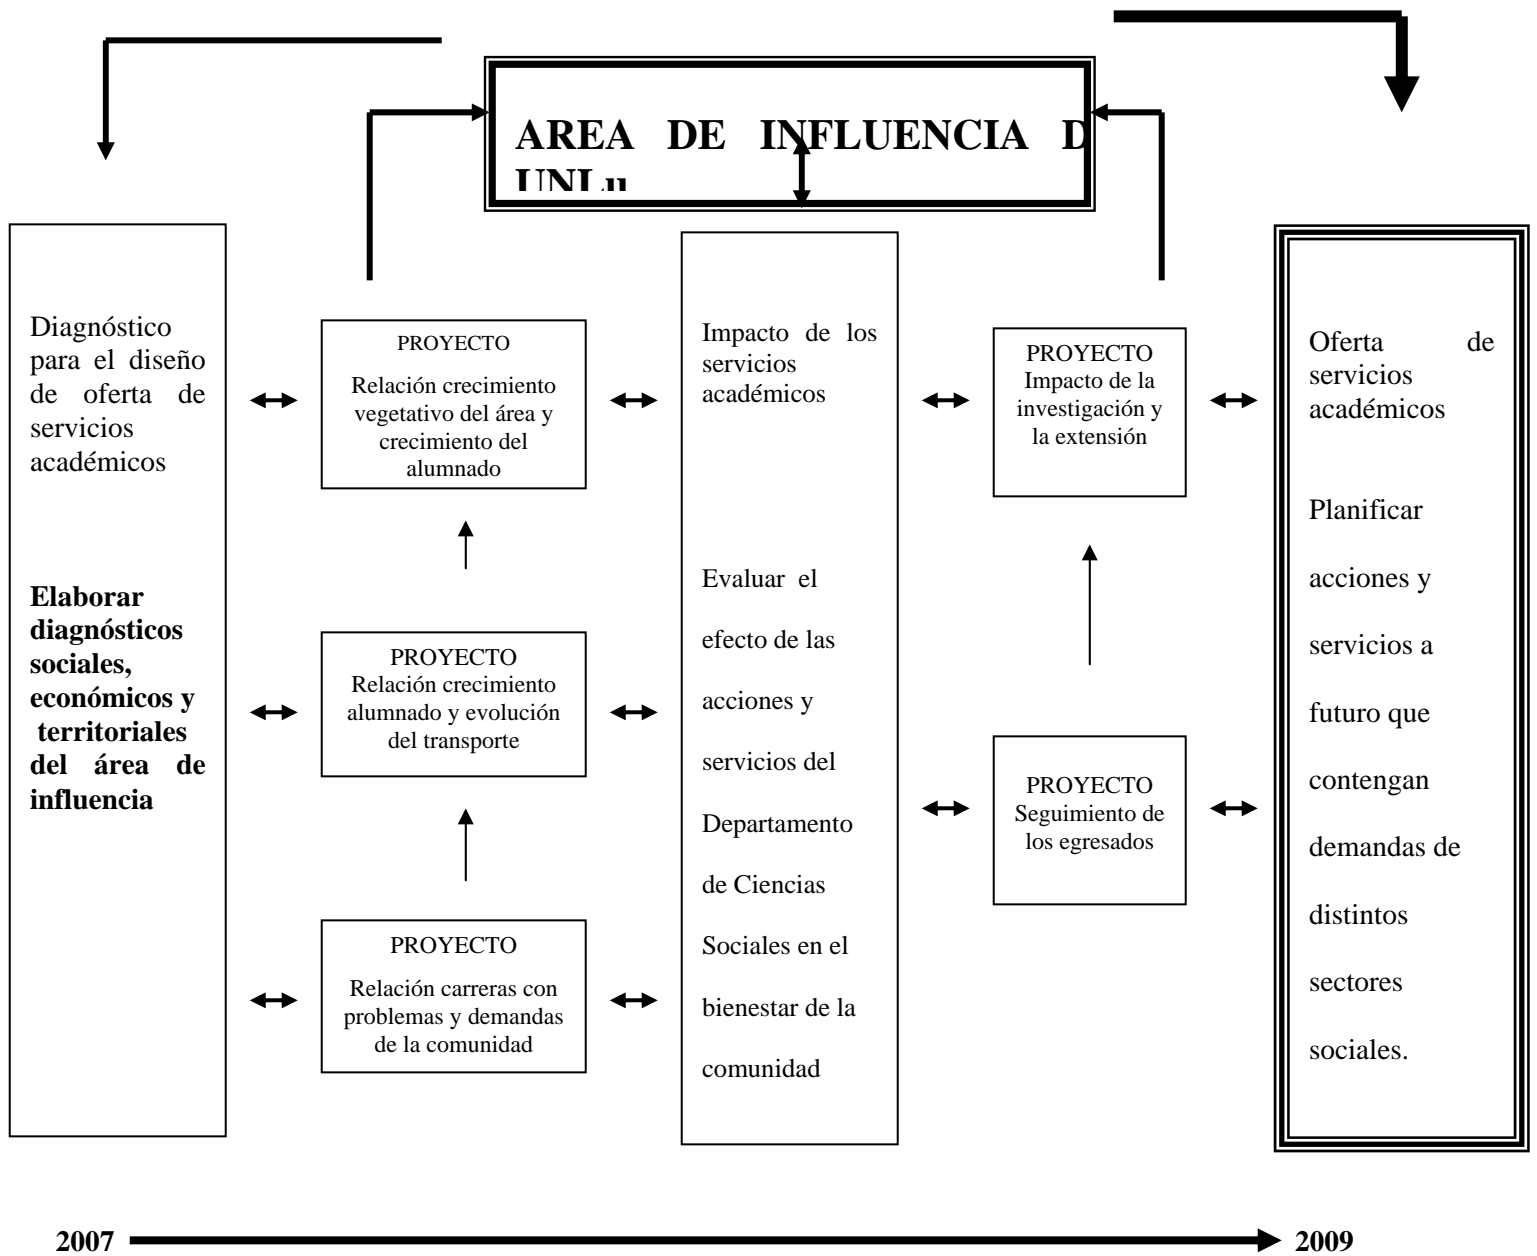 AREA DE INFLUENCIA D
UNLu
Diagnóstico
para el diseño
de oferta de
servicios
académicos
Elaborar
diagnósticos
sociales,
económicos y
territoriales
del área de
influencia
PROYECTO
Relación crecimiento
vegetativo del área y
crecimiento del
alumnado
PROYECTO
Relación crecimiento
alumnado y evolución
del transporte
PROYECTO
Relación carreras con
problemas y demandas
de la comunidad
Impacto de los
servicios
académicos
Evaluar el
efecto de las
acciones y
servicios del
Departamento
de Ciencias
Sociales en el
bienestar de la
comunidad
PROYECTO
Impacto de la
investigación y
la extensión
PROYECTO
Seguimiento de
los egresados
Oferta de
servicios
académicos
Planificar
acciones y
servicios a
futuro que
contengan
demandas de
distintos
sectores
sociales.
2007
2009